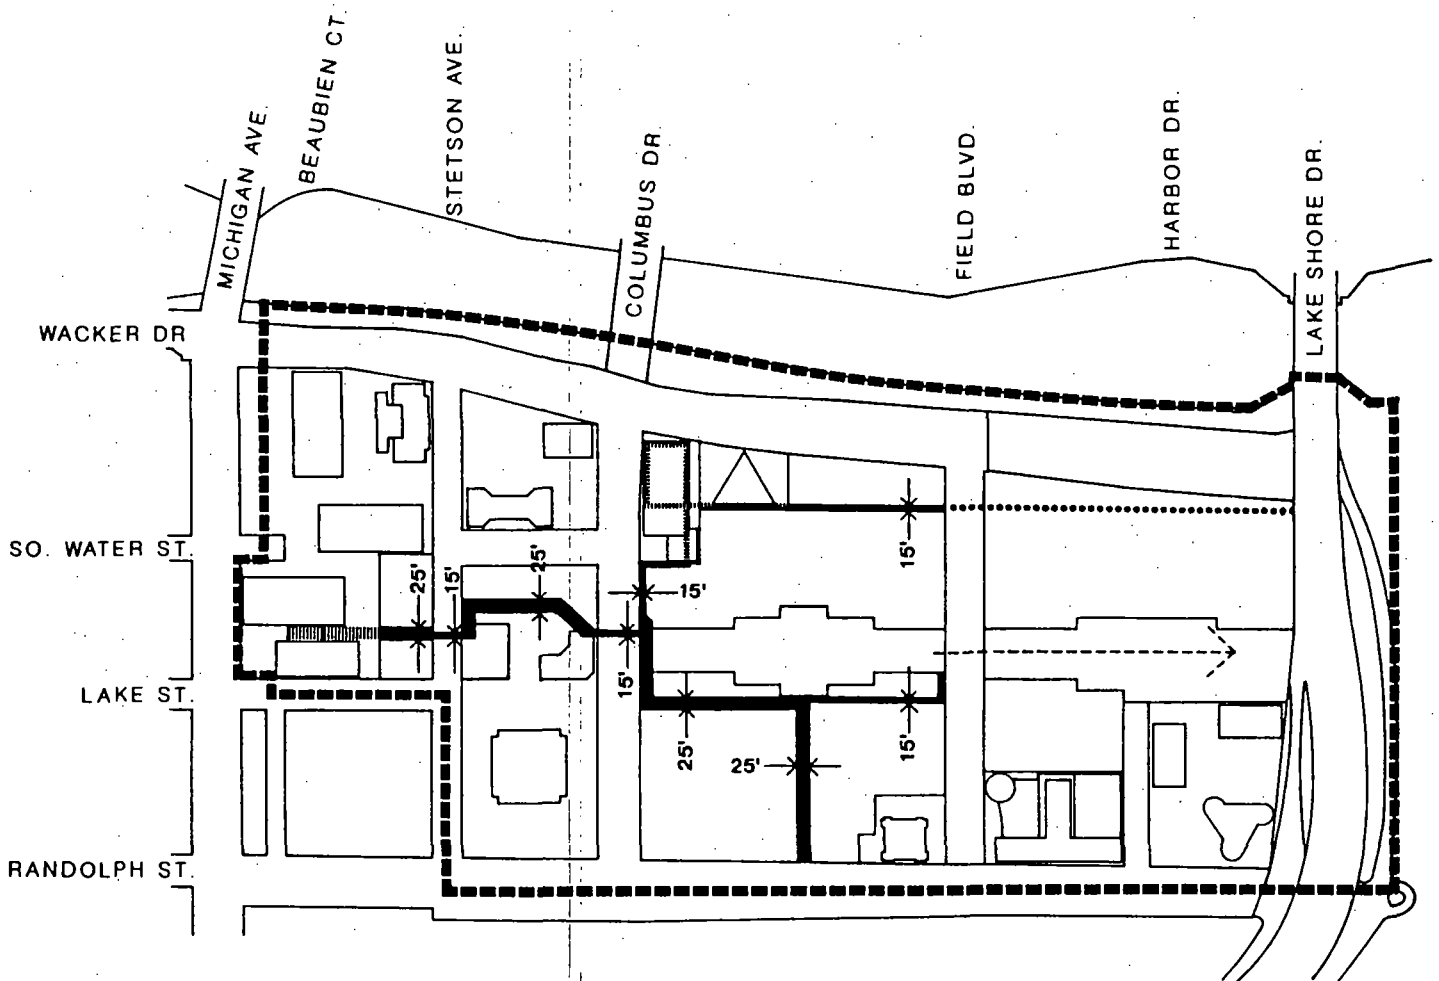 MICHIGAN AVE.
BEAUBIEN CT.
STETSON AVE.
COLUMBUS DR.
FIELD BLVD.
HARBOR DR.
LAKE SHORE DR.
WACKER DR
SO. WATER ST.
LAKE ST.
RANDOLPH ST.
25'
15'
25'
15'
15'
15'
25'
25'
15'